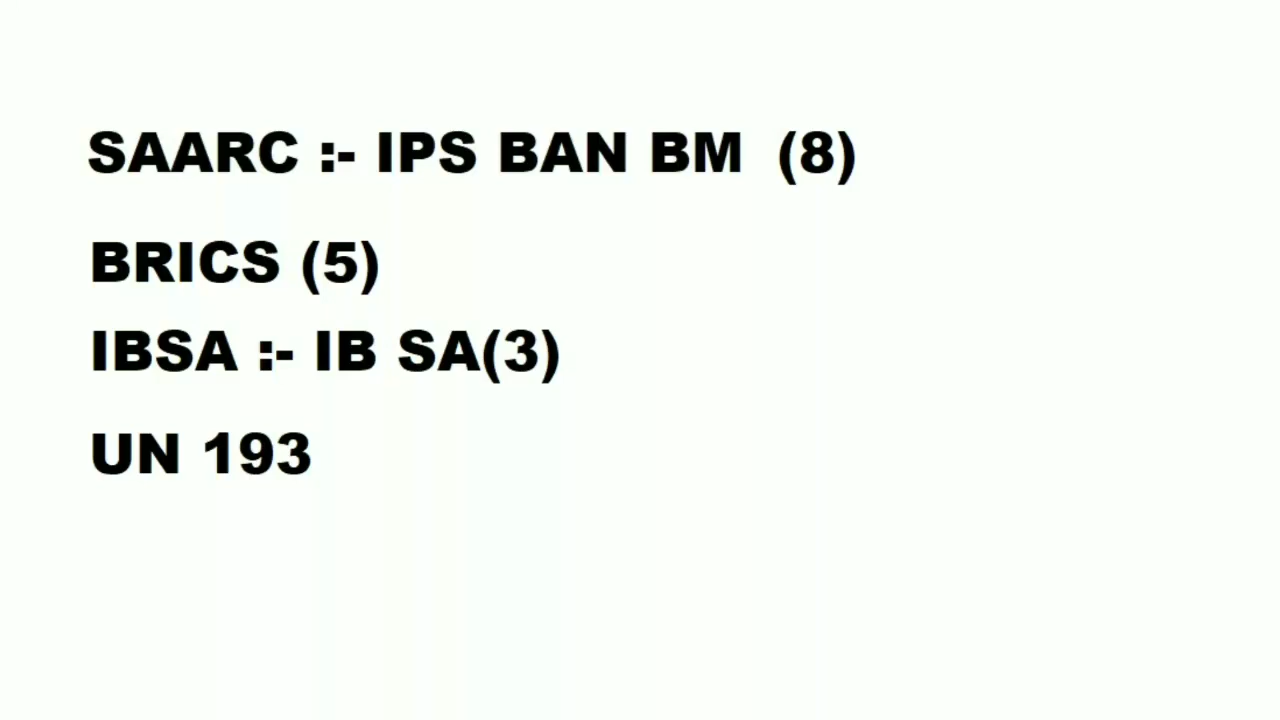 SAARC :- IPS BAN BM (8)
BRICS (5)
IBSA :- IB SA(3)
UN 193